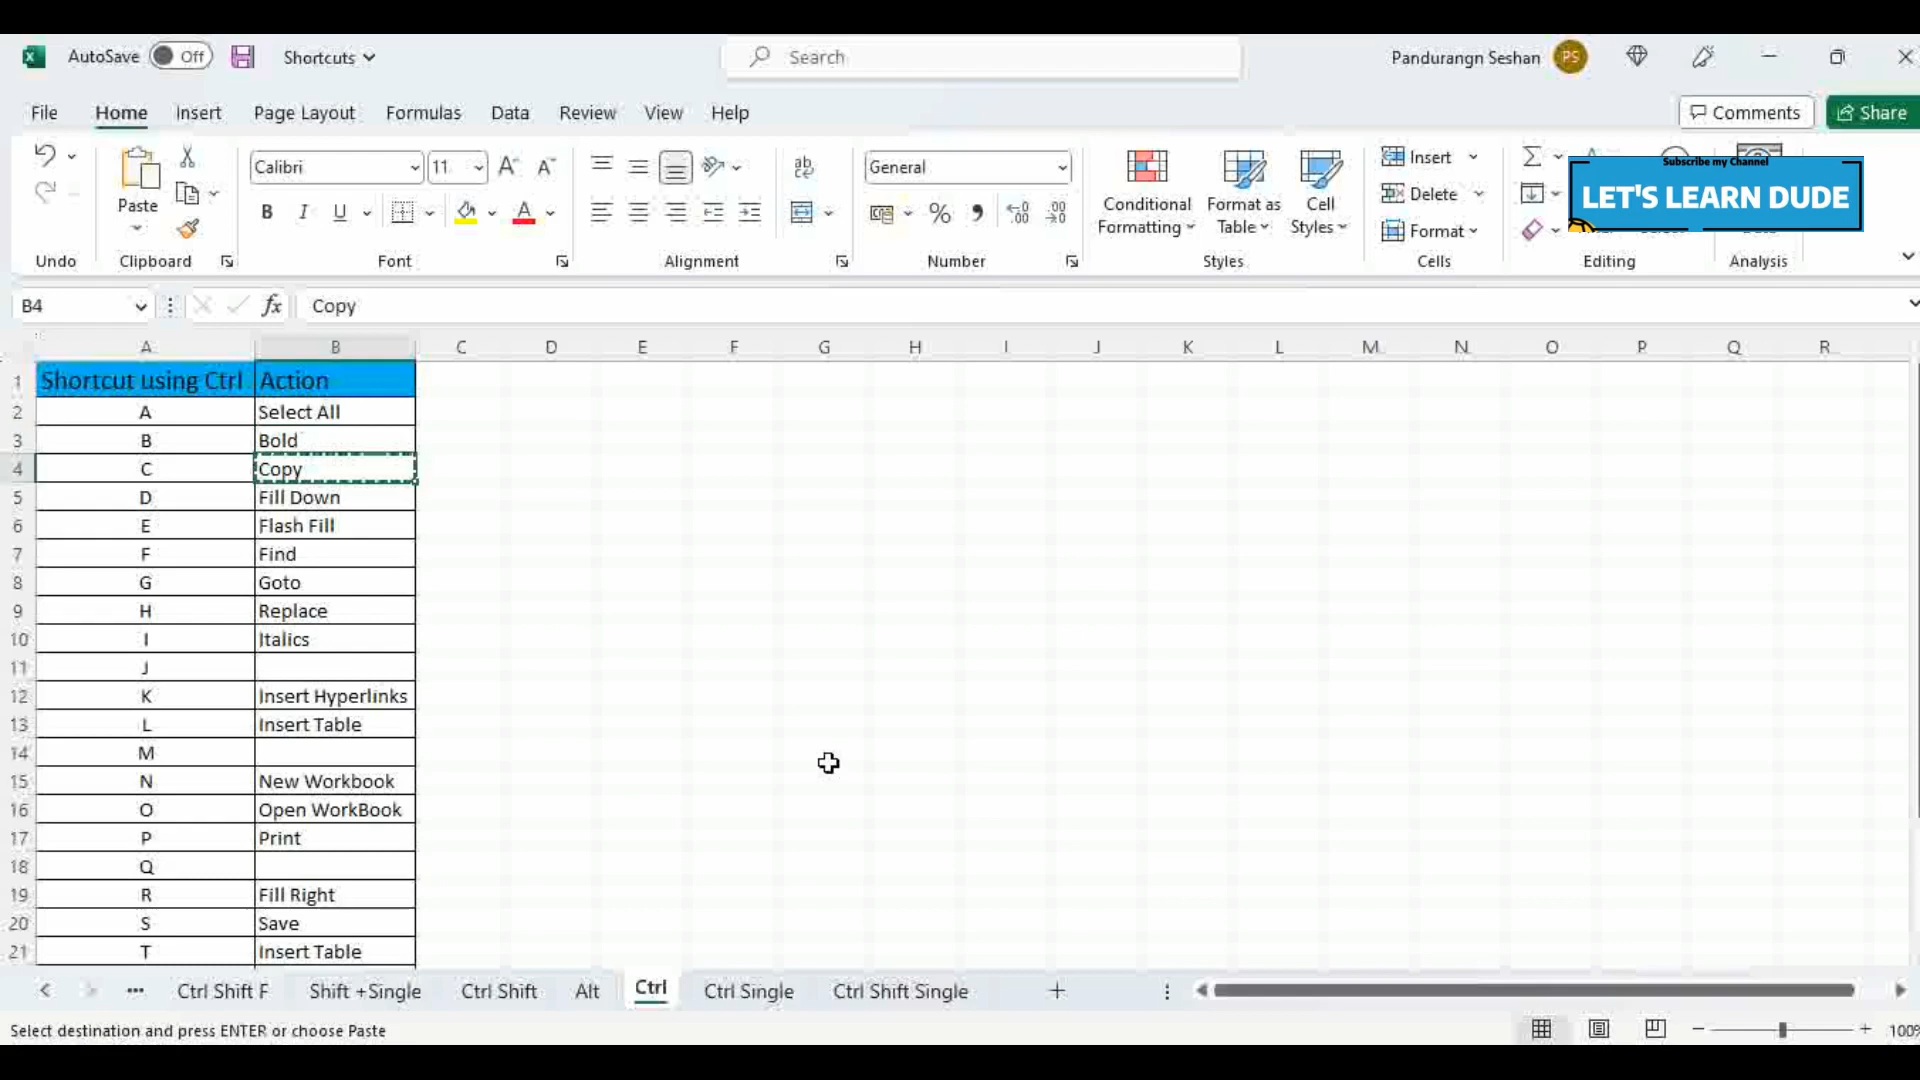 AutoSave Off Shortcuts Search Pandurangn Seshan PS
File Home Insert Page Layout Formulas Data Review View Help Comments Share
Paste Calibri 11 General Conditional Formatting Format as Table Cell Styles Insert Delete Format
B I U A ab
Subscribe my Channel
LET'S LEARN DUDE
Undo Clipboard Font Alignment Number Styles Cells Editing Analysis
B4 fx Copy
A B C D E F G H I J K L M N O P Q R
1 Shortcut using Ctrl Action
2 A Select All
3 B Bold
4 C Copy
5 D Fill Down
6 E Flash Fill
7 F Find
8 G Goto
9 H Replace
10 I Italics
11 J
12 K Insert Hyperlinks
13 L Insert Table
14 M
15 N New Workbook
16 O Open WorkBook
17 P Print
18 Q
19 R Fill Right
20 S Save
21 T Insert Table
Ctrl Shift F Shift +Single Ctrl Shift Alt Ctrl Ctrl Single Ctrl Shift Single
Select destination and press ENTER or choose Paste 100%